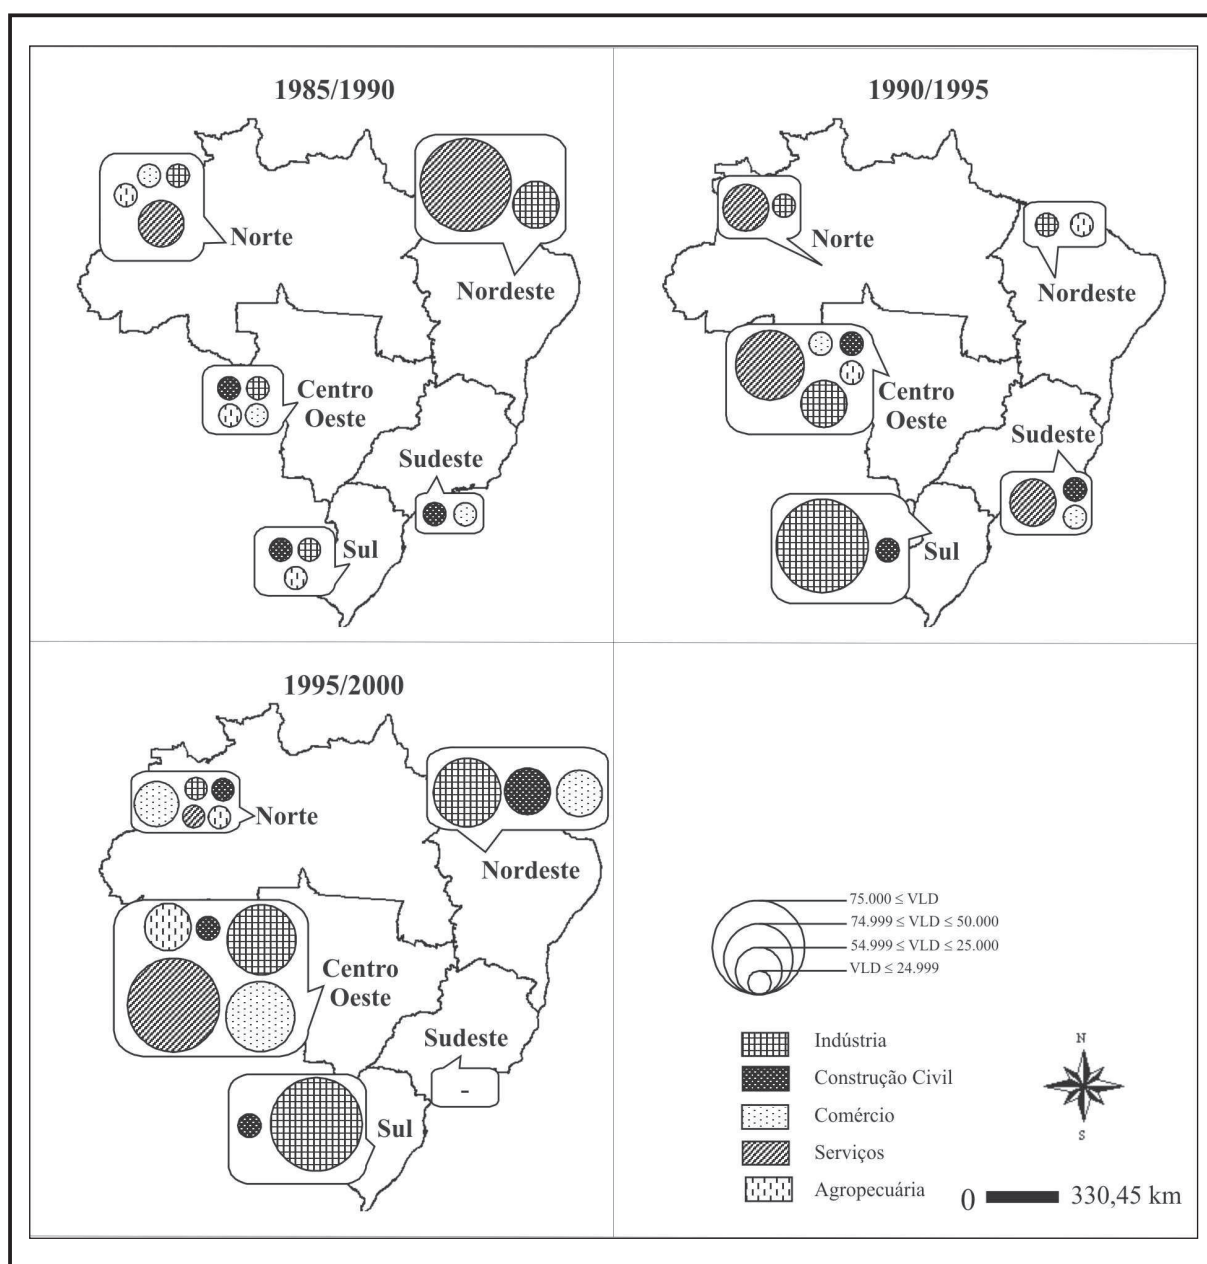 1985/1990
Norte
Nordeste
Centro
Oeste
Sudeste
Sul
1990/1995
Norte
Nordeste
Centro
Oeste
Sudeste
Sul
1995/2000
Norte
Nordeste
Centro
Oeste
Sudeste
-
Sul
75.000 ≤ VLD
74.999 ≤ VLD ≤ 50.000
54.999 ≤ VLD ≤ 25.000
VLD ≤ 24.999
Indústria
Construção Civil
Comércio
Serviços
Agropecuária
N
S
0 330,45 km